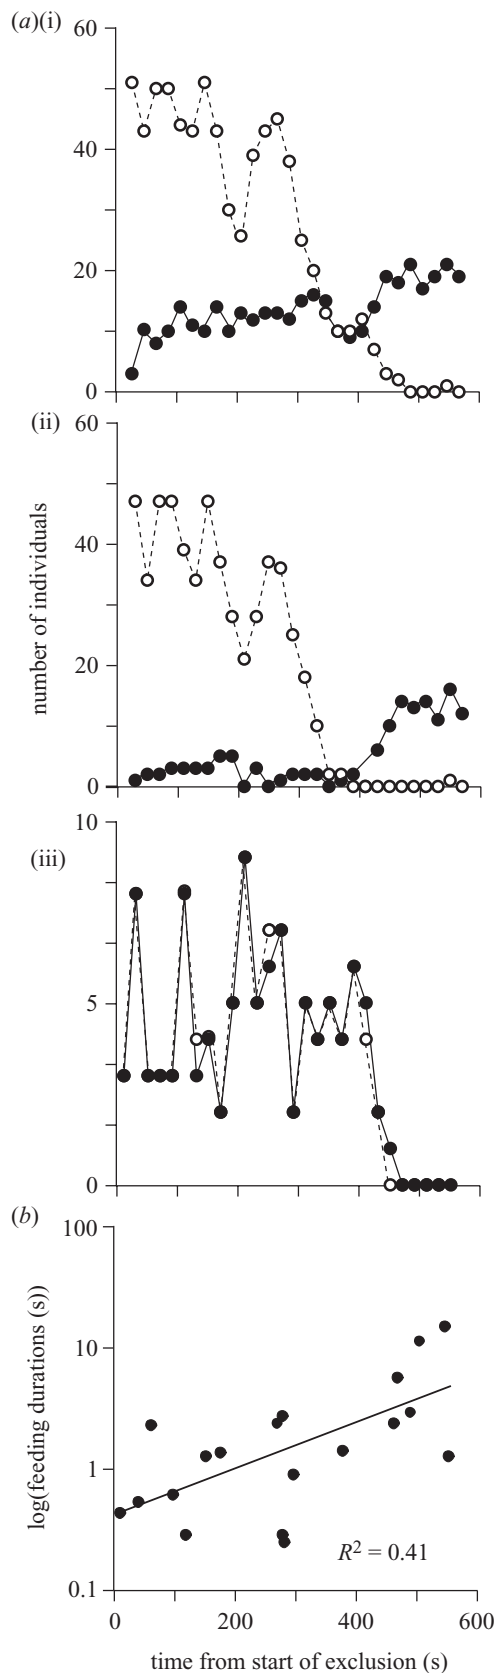 (a)(i)
60
40
20
0
(ii)
60
40
20
0
number of individuals
(iii)
10
5
0
(b)
100
10
1
0.1
log(feeding durations (s))
R² = 0.41
0 200 400 600
time from start of exclusion (s)